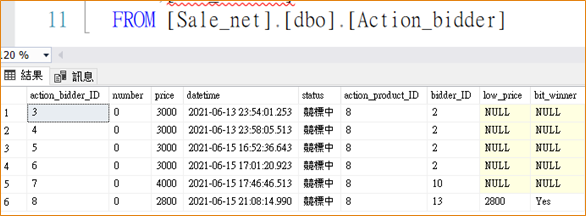 11 FROM [Sale_net].[dbo].[Action_bidder]
120 %
結果 訊息
action_bidder_ID number price datetime status action_product_ID bidder_ID low_price bit_winner
1 3 0 3000 2021-06-13 23:54:01.253 競標中 8 2 NULL NULL
2 4 0 3000 2021-06-13 23:58:05.513 競標中 8 2 NULL NULL
3 5 0 3000 2021-06-15 16:52:36.643 競標中 8 2 NULL NULL
4 6 0 3000 2021-06-15 17:01:20.923 競標中 8 2 NULL NULL
5 7 0 4000 2021-06-15 17:46:46.513 競標中 8 10 NULL NULL
6 8 0 2800 2021-06-15 21:08:14.990 競標中 8 13 2800 Yes